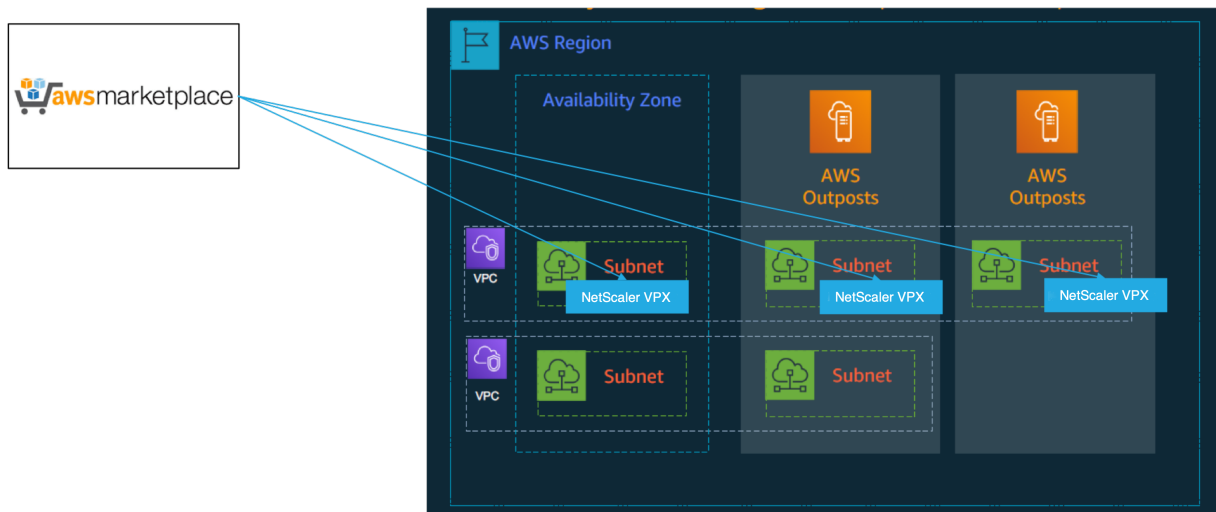 AWS Region
awsmarketplace
Availability Zone
AWS
Outposts
AWS
Outposts
VPC
Subnet
NetScaler VPX
Subnet
NetScaler VPX
Subnet
NetScaler VPX
VPC
Subnet
Subnet